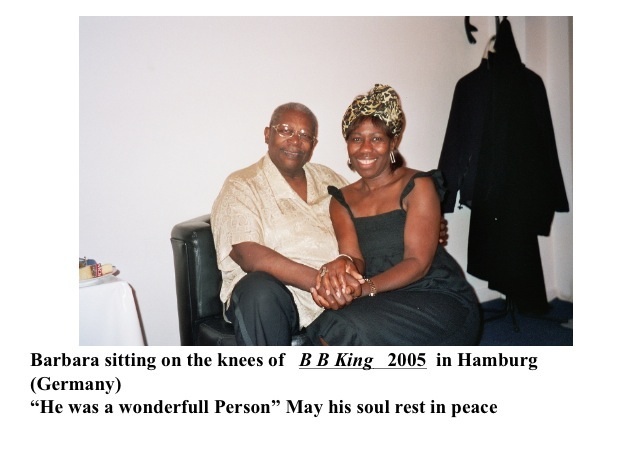 Barbara sitting on the knees of B B King 2005 in Hamburg
(Germany)
“He was a wonderfull Person” May his soul rest in peace